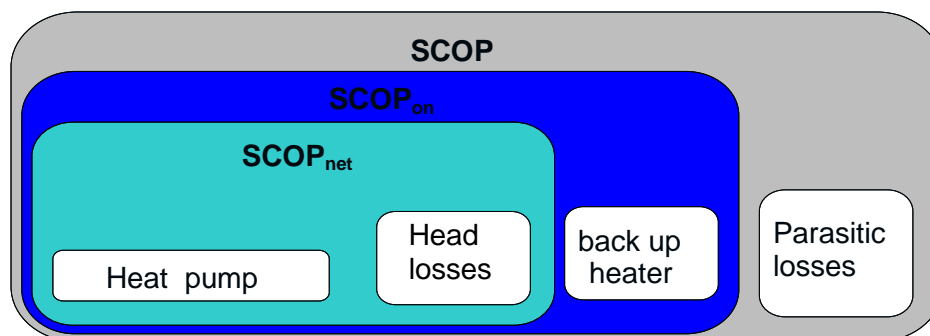 SCOP
SCOPon
SCOPnet
Heat pump
Head
losses
back up
heater
Parasitic
losses